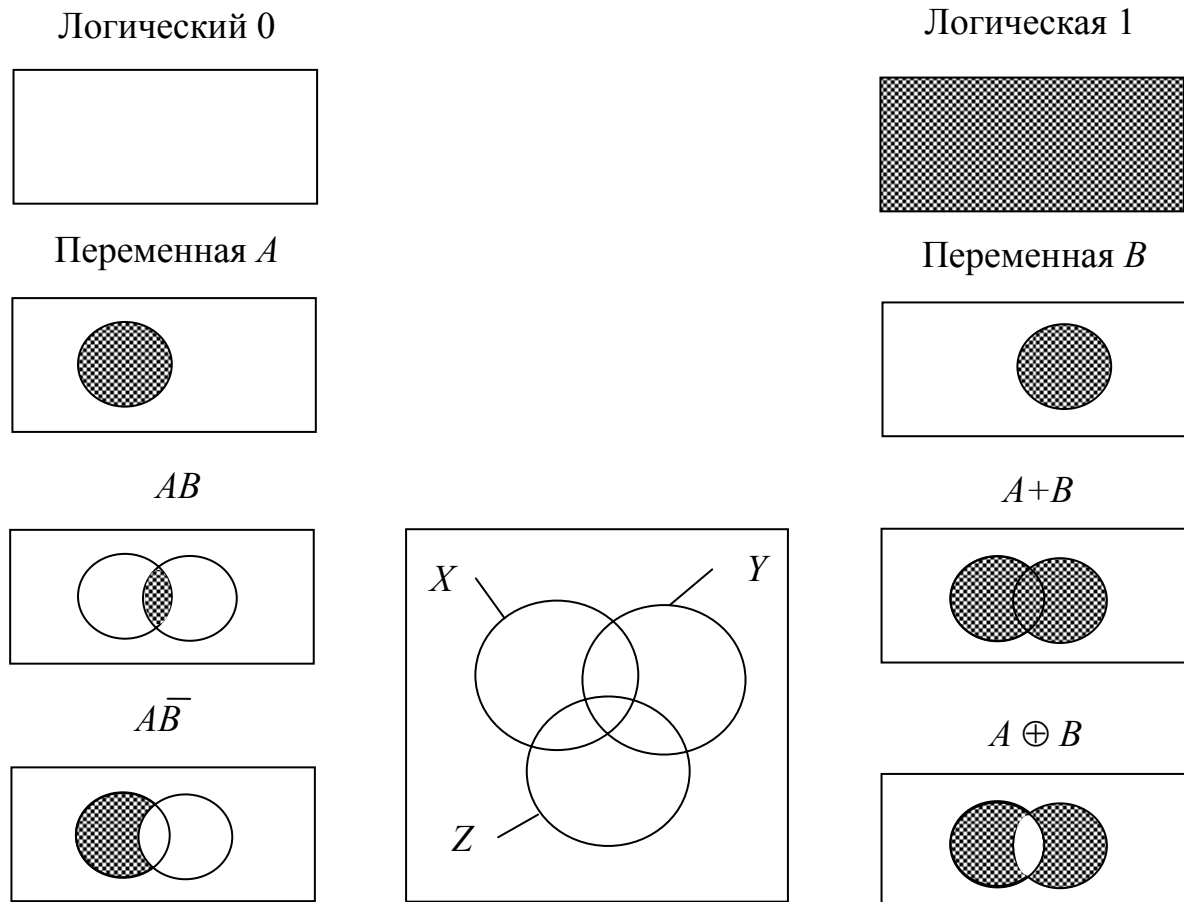 Логический 0
Логическая 1
Переменная A
Переменная B
AB
A+B
X
Y
Z
AB̅
A ⊕ B